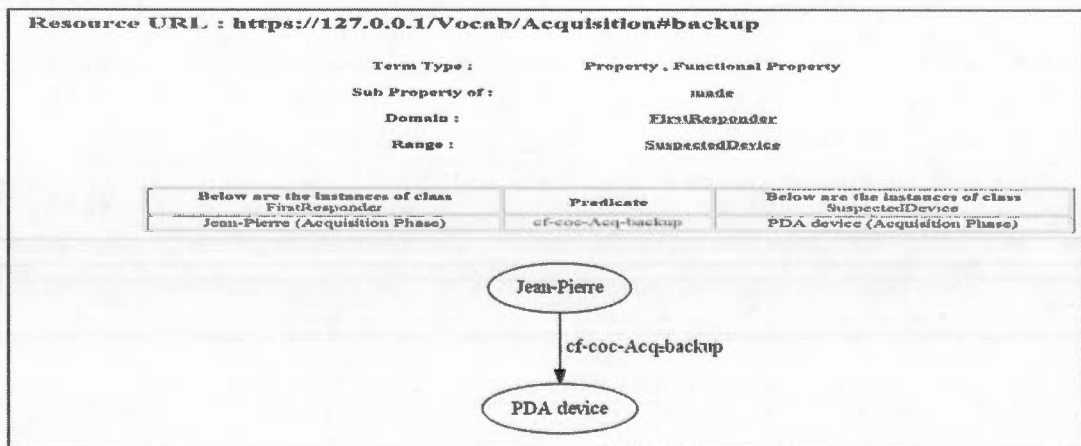 Resource URL : https://127.0.0.1/Vocab/Acquisition#backup
Term Type : Property , Functional Property
Sub Property of : made
Domain : FirstResponder
Range : SuspectedDevice
Below are the instances of class FirstResponder Predicate Below are the instances of class SuspectedDevice
Jean-Pierre (Acquisition Phase) cf-coc-Acq-backup PDA device (Acquisition Phase)
Jean-Pierre
cf-coc-Acq-backup
PDA device